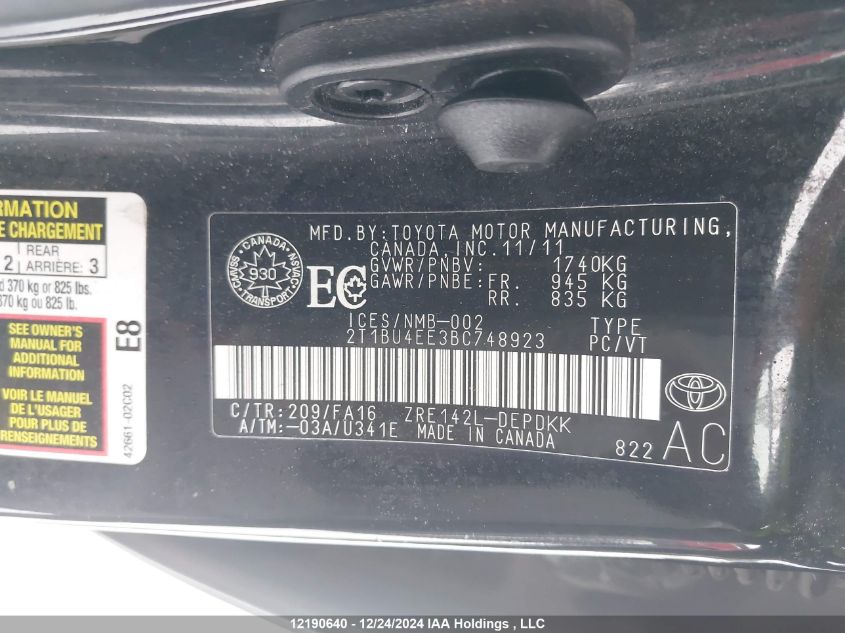 RMATION
E CHARGEMENT
2 REAR ARRIÈRE: 3
d 370 kg or 825 lbs.
370 kg ou 825 lb.
SEE OWNER'S
MANUAL FOR
ADDITIONAL
INFORMATION
VOIR LE MANUEL
DE L'USAGER
POUR PLUS DE
RENSEIGNEMENTS
E8
42661-02C02
CANADA
CMVSS 930 NSVAC
TRANSPORT
EC
MFD.BY:TOYOTA MOTOR MANUFACTURING,
CANADA,INC.11/11
GVWR/PNBV: 1740KG
GAWR/PNBE:FR. 945 KG
RR. 835 KG
ICES/NMB-002 TYPE
2T1BU4EE3BC748923 PC/VT
C/TR:209/FA16 ZRE142L-DEPDKK
A/TM:-03A/U341E MADE IN CANADA
822 AC
12190640 - 12/24/2024 IAA Holdings , LLC